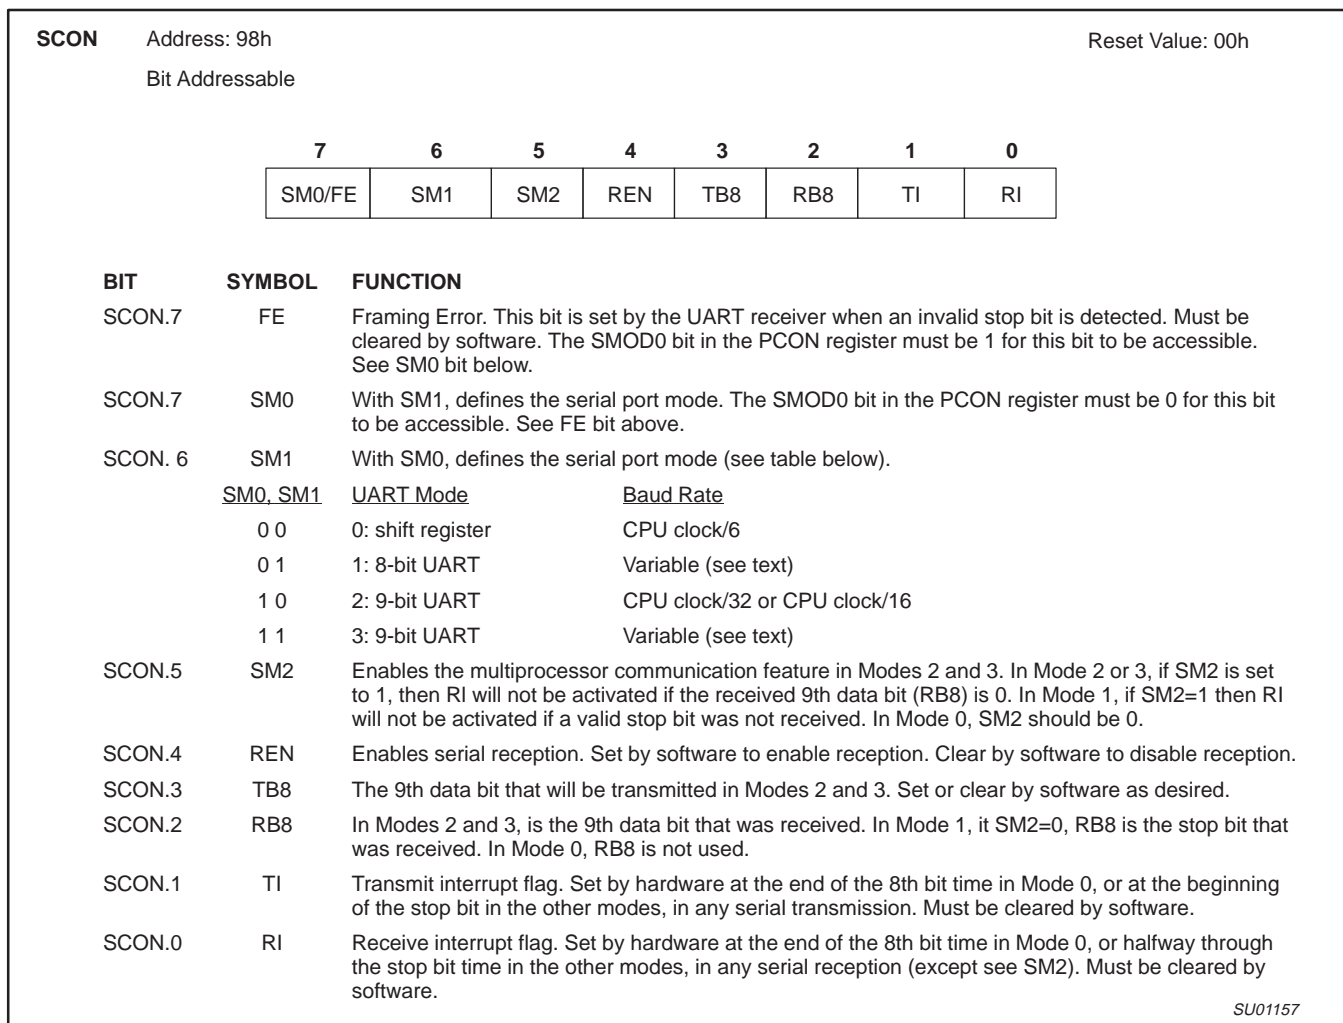 SCON Address: 98h Reset Value: 00h
Bit Addressable
7 6 5 4 3 2 1 0
SM0/FE SM1 SM2 REN TB8 RB8 TI RI
BIT SYMBOL FUNCTION
SCON.7 FE Framing Error. This bit is set by the UART receiver when an invalid stop bit is detected. Must be
cleared by software. The SMOD0 bit in the PCON register must be 1 for this bit to be accessible.
See SM0 bit below.
SCON.7 SM0 With SM1, defines the serial port mode. The SMOD0 bit in the PCON register must be 0 for this bit
to be accessible. See FE bit above.
SCON. 6 SM1 With SM0, defines the serial port mode (see table below).
SM0, SM1 UART Mode Baud Rate
0 0 0: shift register CPU clock/6
0 1 1: 8-bit UART Variable (see text)
1 0 2: 9-bit UART CPU clock/32 or CPU clock/16
1 1 3: 9-bit UART Variable (see text)
SCON.5 SM2 Enables the multiprocessor communication feature in Modes 2 and 3. In Mode 2 or 3, if SM2 is set
to 1, then RI will not be activated if the received 9th data bit (RB8) is 0. In Mode 1, if SM2=1 then RI
will not be activated if a valid stop bit was not received. In Mode 0, SM2 should be 0.
SCON.4 REN Enables serial reception. Set by software to enable reception. Clear by software to disable reception.
SCON.3 TB8 The 9th data bit that will be transmitted in Modes 2 and 3. Set or clear by software as desired.
SCON.2 RB8 In Modes 2 and 3, is the 9th data bit that was received. In Mode 1, it SM2=0, RB8 is the stop bit that
was received. In Mode 0, RB8 is not used.
SCON.1 TI Transmit interrupt flag. Set by hardware at the end of the 8th bit time in Mode 0, or at the beginning
of the stop bit in the other modes, in any serial transmission. Must be cleared by software.
SCON.0 RI Receive interrupt flag. Set by hardware at the end of the 8th bit time in Mode 0, or halfway through
the stop bit time in the other modes, in any serial reception (except see SM2). Must be cleared by
software.
SU01157